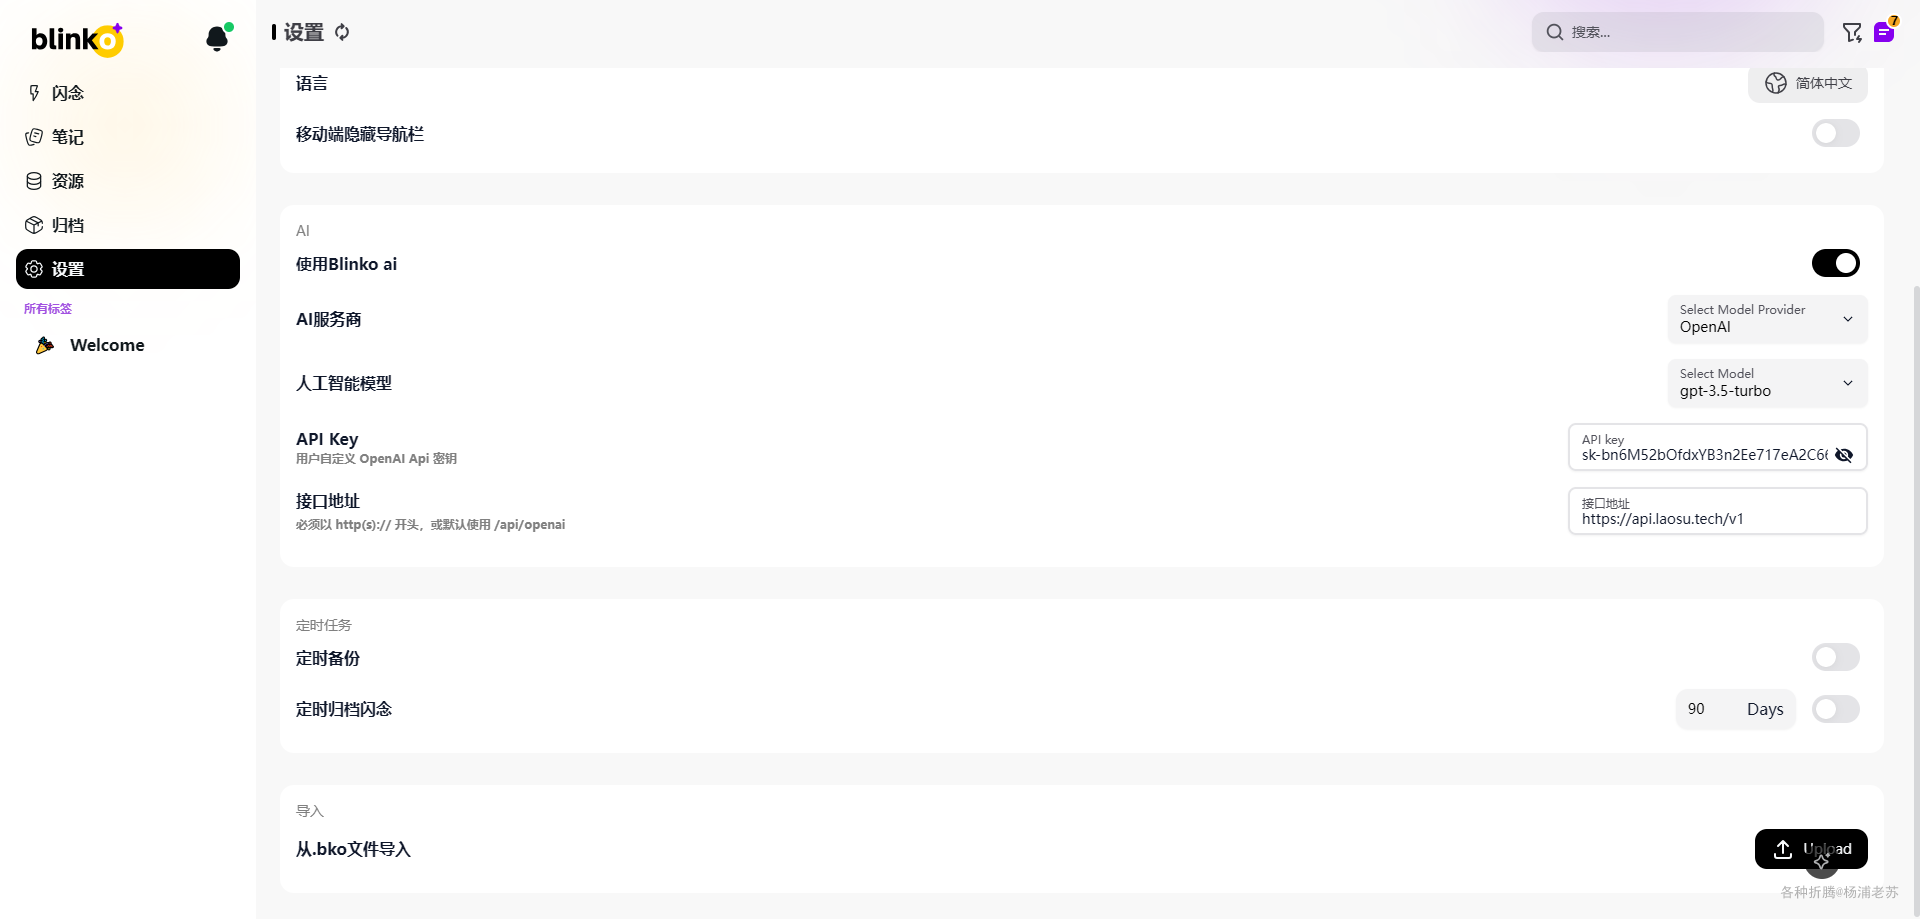 blinko
闪念
笔记
资源
归档
设置
所有标签
Welcome
设置
搜索...
7
语言
简体中文
移动端隐藏导航栏
AI
使用Blinko ai
AI服务商
Select Model Provider
OpenAI
人工智能模型
Select Model
gpt-3.5-turbo
API Key
用户自定义 OpenAI Api 密钥
API key
sk-bn6M52bOfdxYB3n2Ee717eA2C66
接口地址
必须以 http(s):// 开头，或默认使用 /api/openai
接口地址
https://api.laosu.tech/v1
定时任务
定时备份
定时归档闪念
90 Days
导入
从.bko文件导入
Upload
各种折腾@杨浦老苏